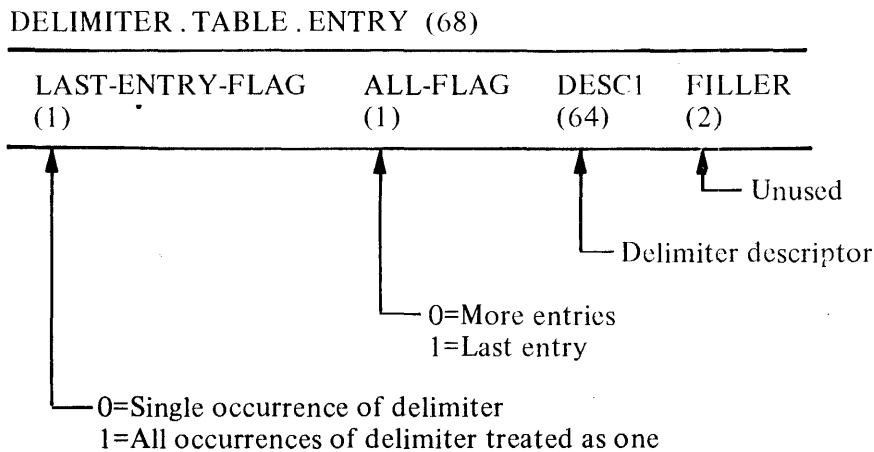 DELIMITER.TABLE.ENTRY (68)
LAST-ENTRY-FLAG ALL-FLAG DESC1 FILLER
(1) (1) (64) (2)
Unused
Delimiter descriptor
0=More entries
1=Last entry
0=Single occurrence of delimiter
1=All occurrences of delimiter treated as one